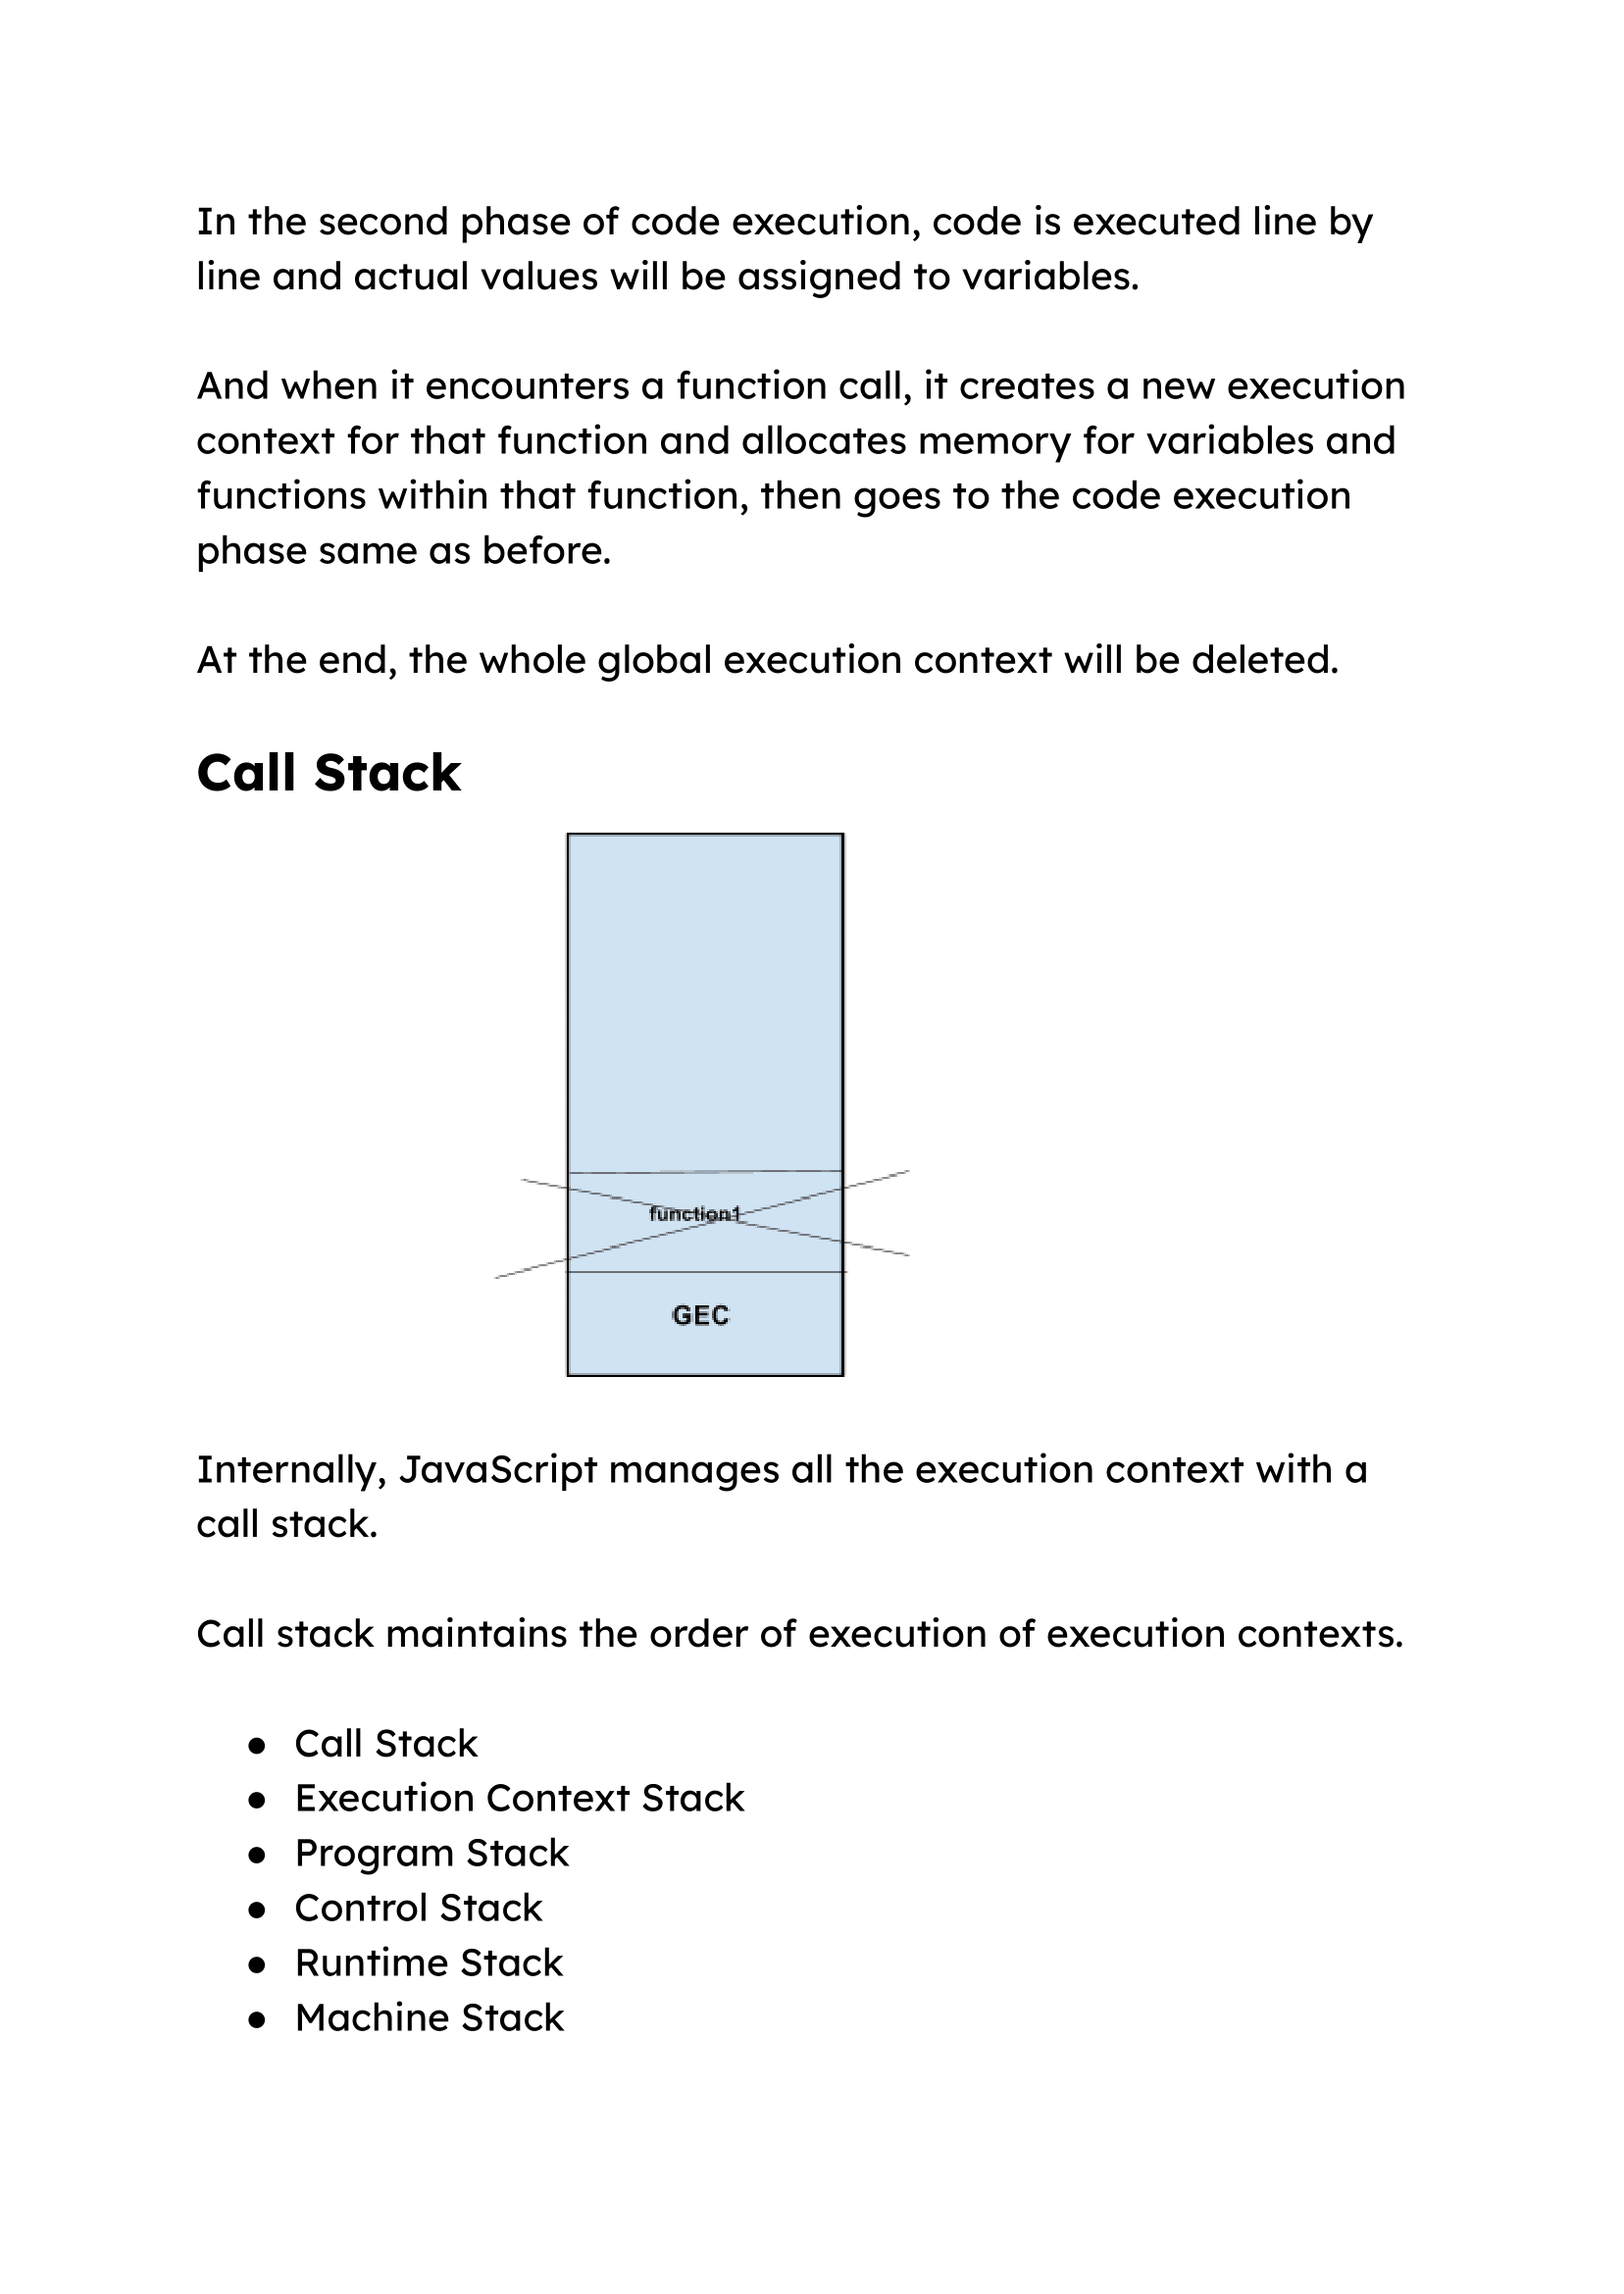 In the second phase of code execution, code is executed line by
line and actual values will be assigned to variables.
And when it encounters a function call, it creates a new execution
context for that function and allocates memory for variables and
functions within that function, then goes to the code execution
phase same as before.
At the end, the whole global execution context will be deleted.
Call Stack
function1
GEC
Internally, JavaScript manages all the execution context with a
call stack.
Call stack maintains the order of execution of execution contexts.
● Call Stack
● Execution Context Stack
● Program Stack
● Control Stack
● Runtime Stack
● Machine Stack